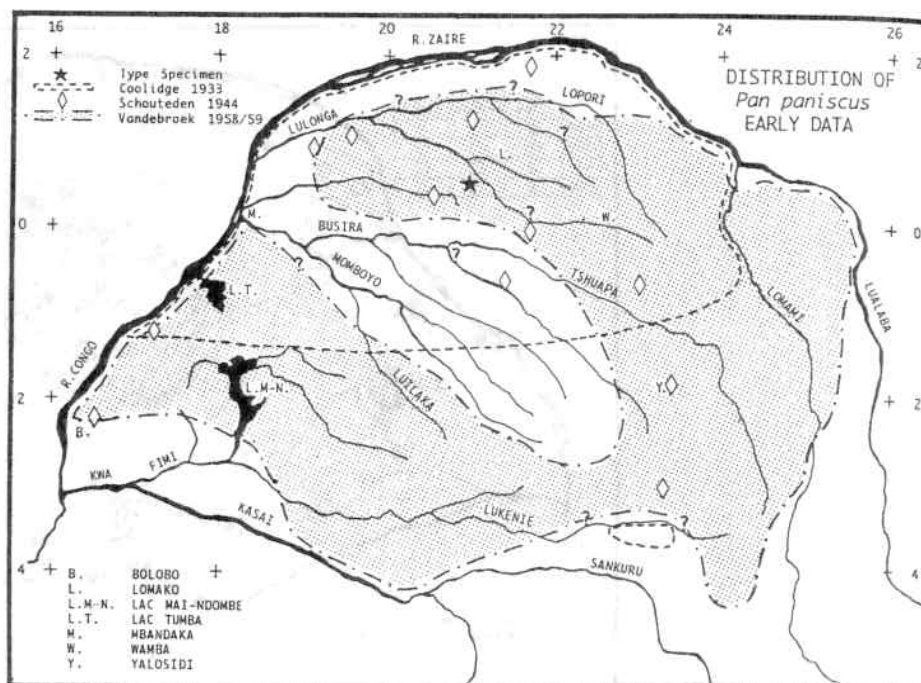 16 18 20 22 24 26
R.ZAIRE
2 2
★ Type Specimen
Coolidge 1933
◊ Schouteden 1944
Vandebroek 1958/59
DISTRIBUTION OF
Pan paniscus
EARLY DATA
LOPORI
?
?
LULONGA
?
?
L.
W.
M.
?
0 0
BUSIRA
?
?
MOMBOYO
TSHUAPA
L.T.
LOMAMI
LUALABA
R.CONGO
L.M-N.
LUILAKA
Y.
2 2
B.
KWA
FIMI
KASAI
LUKENIE
?
?
SANKURU
4 4
B. BOLOBO
L. LOMAKO
L.M-N. LAC MAI-NDOMBE
L.T. LAC TUMBA
M. MBANDAKA
W. WAMBA
Y. YALOSIDI